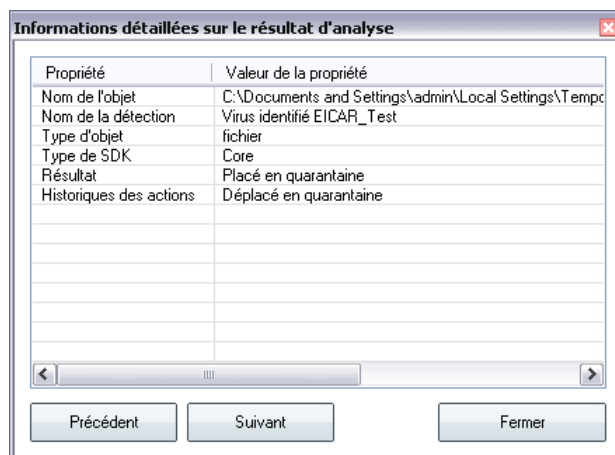 Informations détaillées sur le résultat d'analyse
Propriété Valeur de la propriété
Nom de l'objet C:\Documents and Settings\admin\Local Settings\Tempo
Nom de la détection Virus identifié EICAR_Test
Type d'objet fichier
Type de SDK Core
Résultat Placé en quarantaine
Historiques des actions Déplacé en quarantaine
Précédent Suivant Fermer